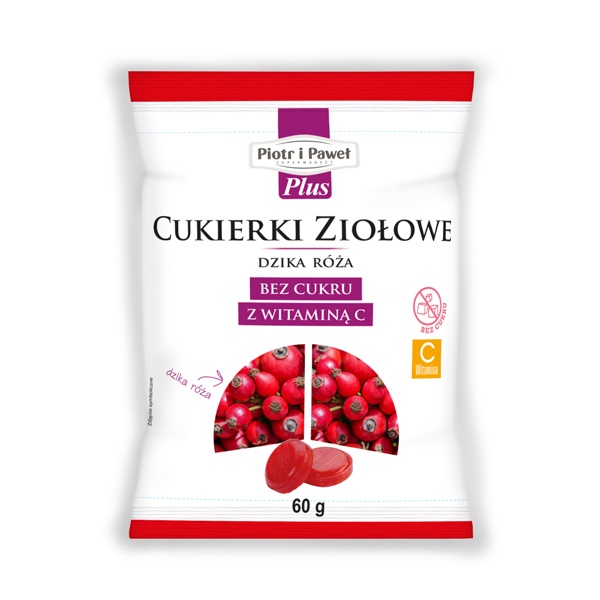 Piotr i Paweł
SUPERMARKET
Plus
CUKIERKI ZIOŁOWE
DZIKA RÓŻA
BEZ CUKRU
Z WITAMINĄ C
BEZ CUKRU
C
Witamina
dzika róża
Zdjęcie symboliczne
60 g